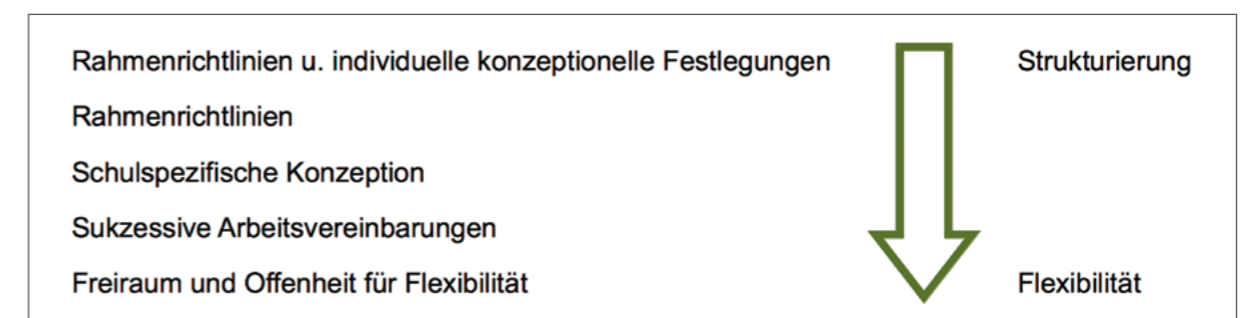 Rahmenrichtlinien u. individuelle konzeptionelle Festlegungen Strukturierung
Rahmenrichtlinien
Schulspezifische Konzeption
Sukzessive Arbeitsvereinbarungen
Freiraum und Offenheit für Flexibilität Flexibilität